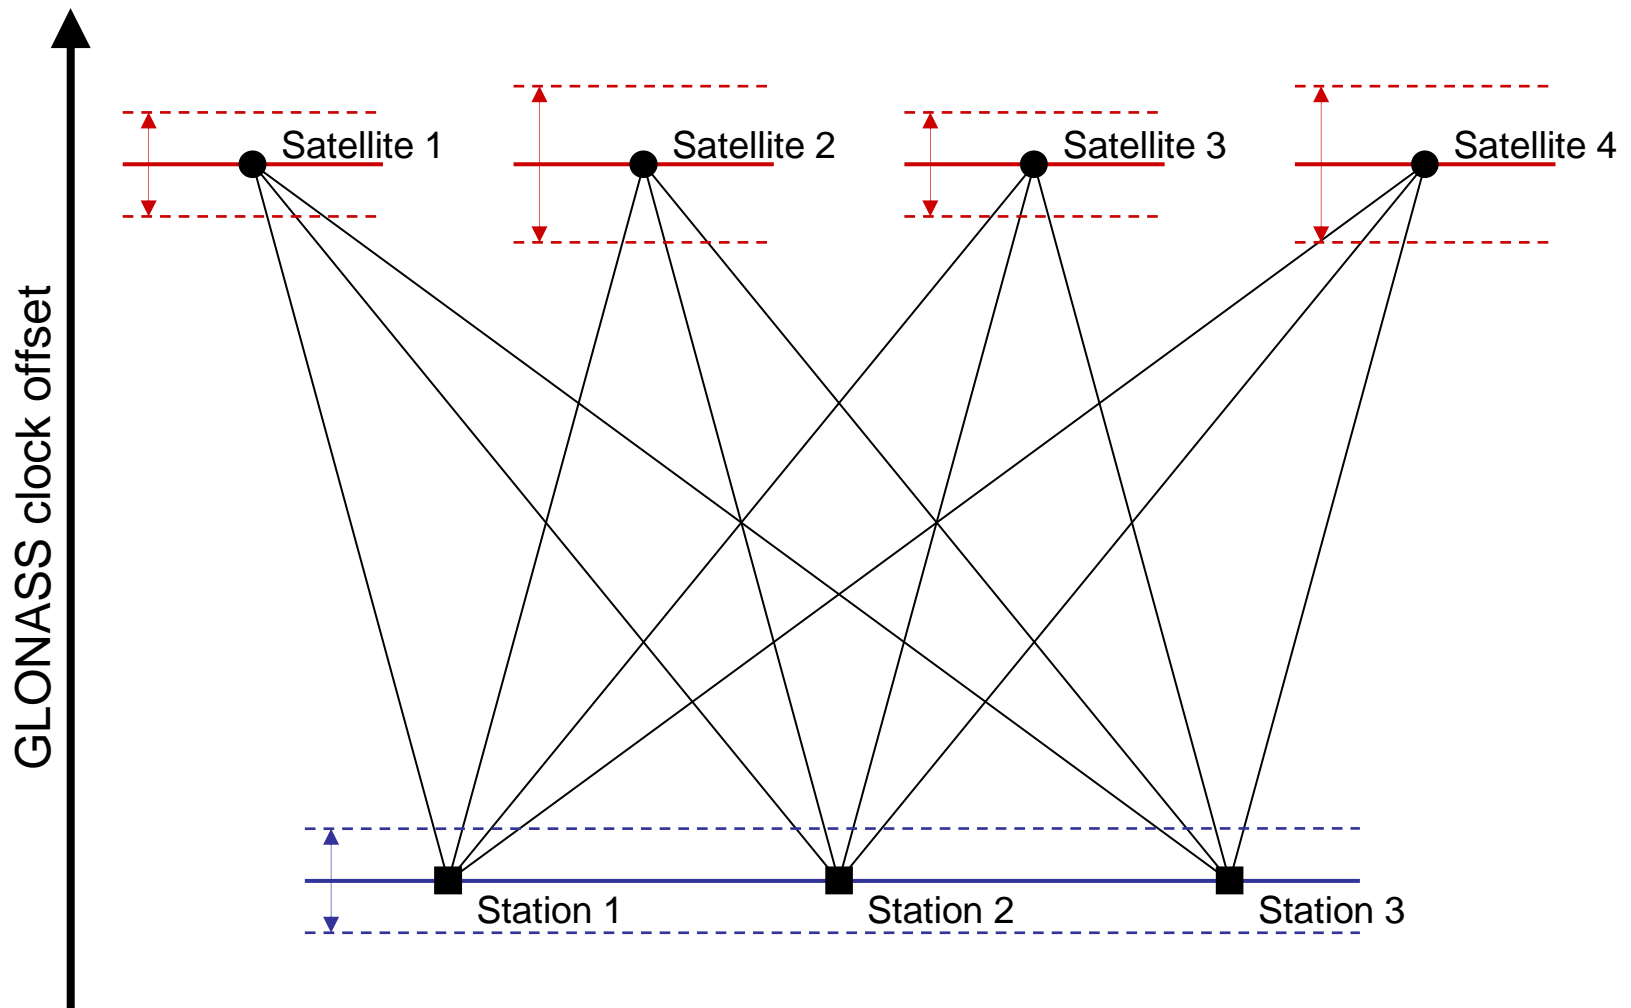 Satellite 1
Satellite 2
Satellite 3
Satellite 4
GLONASS clock offset
Station 1
Station 2
Station 3